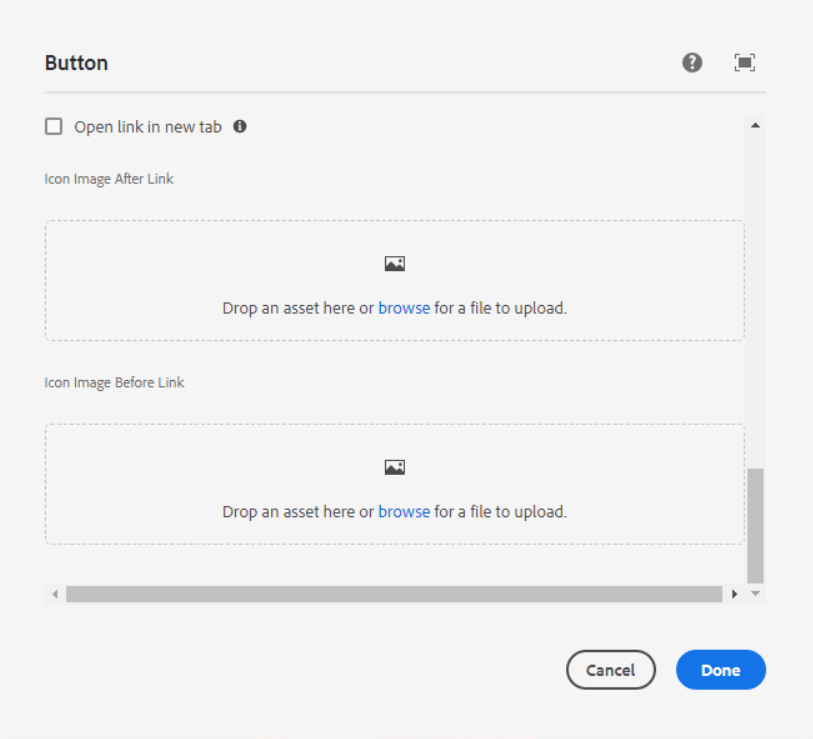 Button
Open link in new tab
Icon Image After Link
Drop an asset here or browse for a file to upload.
Icon Image Before Link
Drop an asset here or browse for a file to upload.
Cancel Done